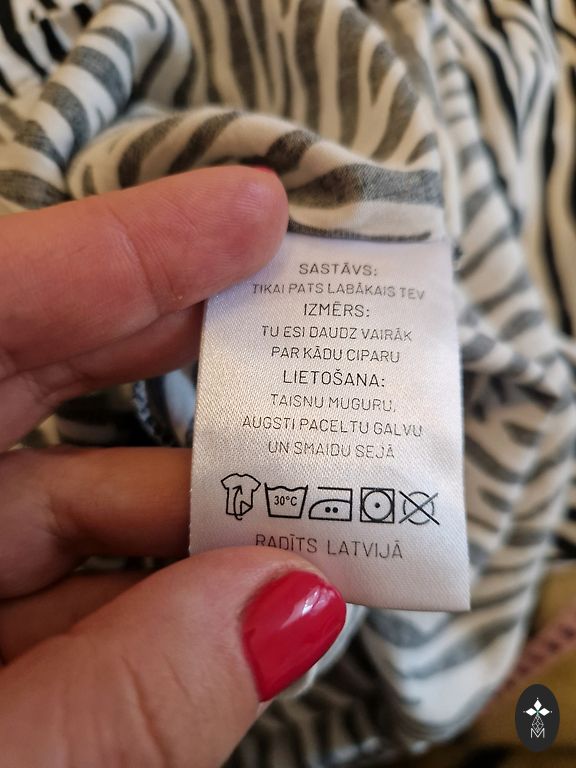 SASTĀVS:
TIKAI PATS LABĀKAIS TEV
IZMĒRS:
TU ESI DAUDZ VAIRĀK
PAR KĀDU CIPARU
LIETOŠANA:
TAISNU MUGURU,
AUGSTI PACELTU GALVU
UN SMAIDU SEJĀ
30°C
RADĪTS LATVIJĀ
M